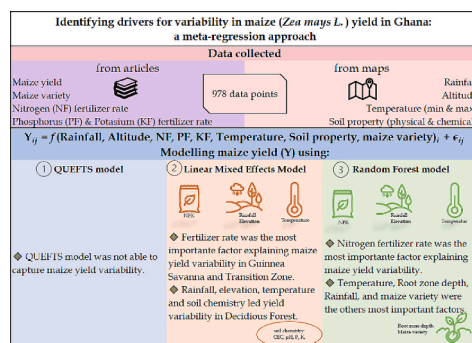 Identifying drivers for variability in maize (Zea mays L.) yield in Ghana:
a meta-regression approach
Data collected
from articles
Maize yield
Maize variety
Nitrogen (NF) fertilizer rate
Phosphorus (PF) & Potasium (KF) fertilizer rate
978 data points
from maps
Rainfa
Altitud
Temperature (min & max
Soil property (physical & chemical
Yij = f(Rainfall, Altitude, NF, PF, KF, Temperature, Soil property, maize variety)i + ϵij
Modelling maize yield (Y) using:
1 QUEFTS model
◆ QUEFTS model was not able to
capture maize yield variability.
2 Linear Mixed Effects Model
NPK
Rainfall
Elevation
Temperature
◆ Fertilizer rate was the most
importante factor explaining maize
yield variability in Guinnea
Savanna and Transition Zone.
◆ Rainfall, elevation, temperature
and soil chemistry led yield
variability in Decidious Forest.
soil chemistry
CEC, pH, P, K
3 Random Forest model
NPK
Rainfall
Elevation
Temperatur
◆ Nitrogen fertilizer rate was the
most importante factor explaining
maize yield variability.
◆ Temperature, Root zone depth,
Rainfall, and maize variety were
the others most important factors.
Root zone depth
Maize variety